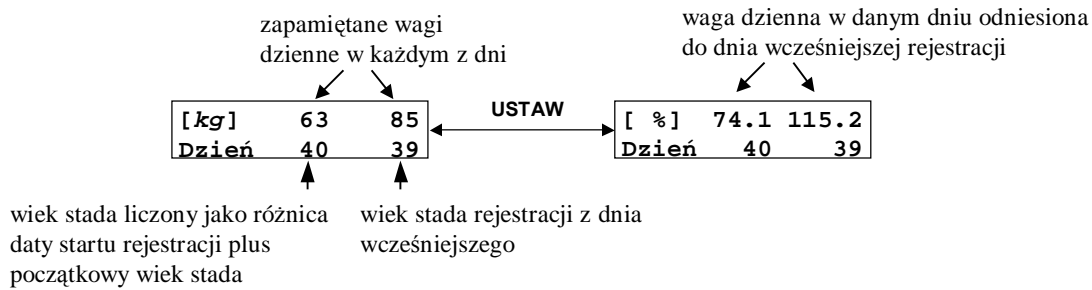 zapamiętane wagi
dzienne w każdym z dni
waga dzienna w danym dniu odniesiona
do dnia wcześniejszej rejestracji
[kg] 63 85
Dzień 40 39
USTAW
[ %] 74.1 115.2
Dzień 40 39
wiek stada liczony jako różnica
daty startu rejestracji plus
początkowy wiek stada
wiek stada rejestracji z dnia
wcześniejszego